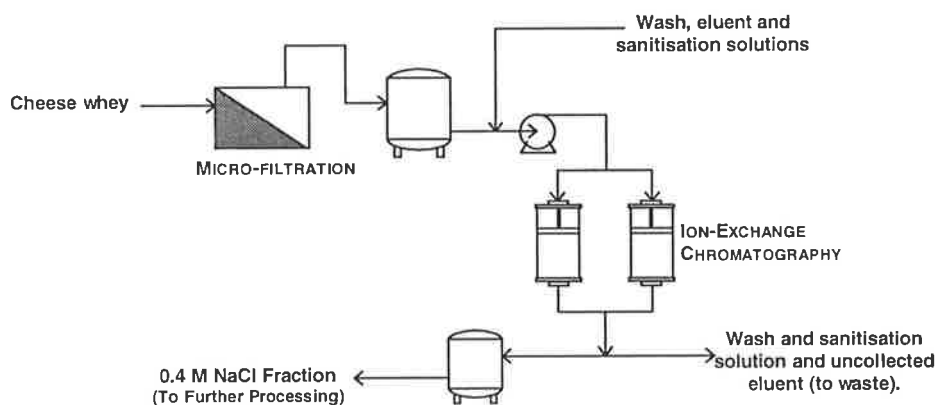 Wash, eluent and
sanitisation solutions
Cheese whey
MICRO-FILTRATION
ION-EXCHANGE
CHROMATOGRAPHY
Wash and sanitisation
solution and uncollected
eluent (to waste).
0.4 M NaCl Fraction
(To Further Processing)